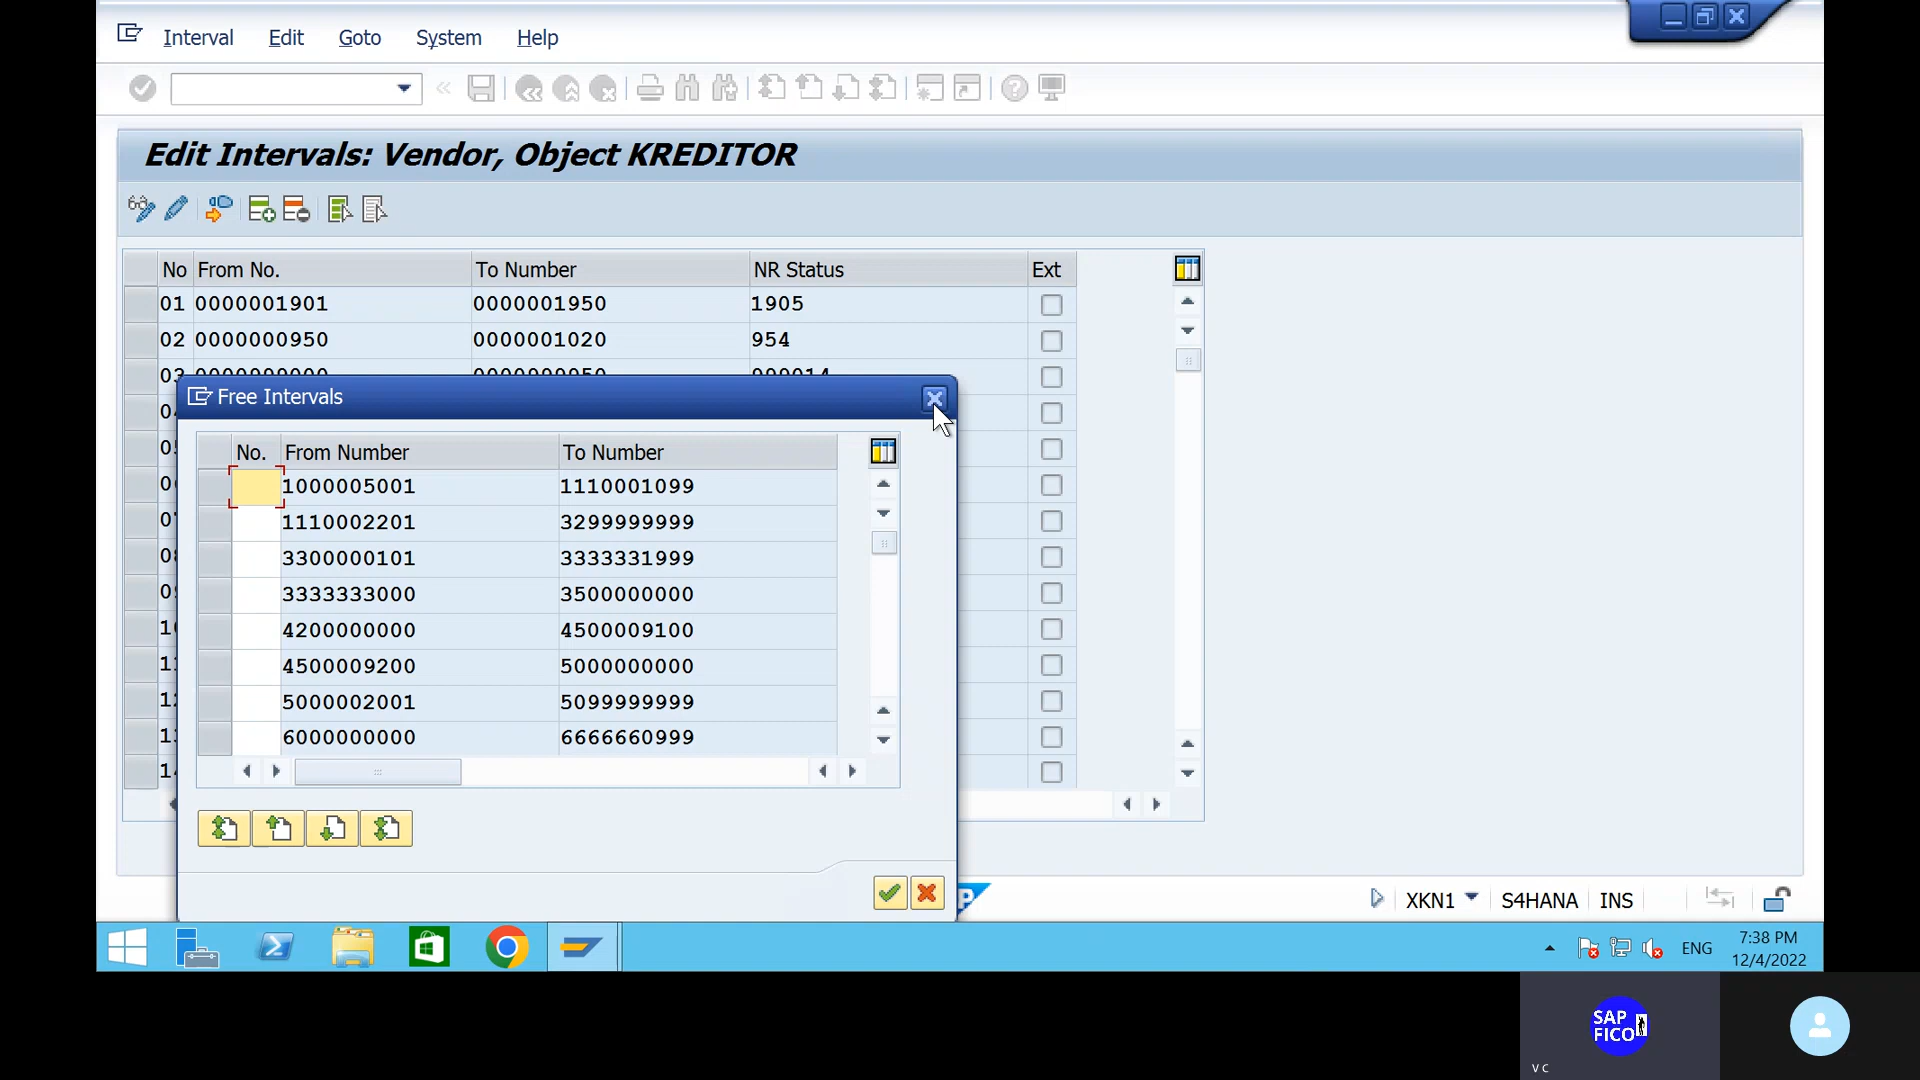 Interval Edit Goto System Help
Edit Intervals: Vendor, Object KREDITOR
No From No. To Number NR Status Ext
01 0000001901 0000001950 1905
02 0000000950 0000001020 954
03
Free Intervals
No. From Number To Number
1000005001 1110001099
1110002201 3299999999
3300000101 3333331999
3333333000 3500000000
4200000000 4500009100
4500009200 5000000000
5000002001 5099999999
6000000000 6666660999
XKN1 S4HANA INS
ENG
7:38 PM
12/4/2022
SAP
FICO
v c